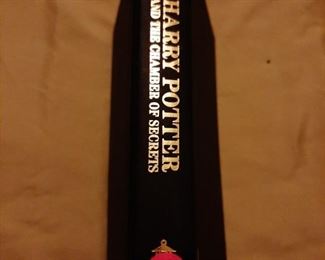 HARRY POTTER
AND THE CHAMBER OF SECRETS